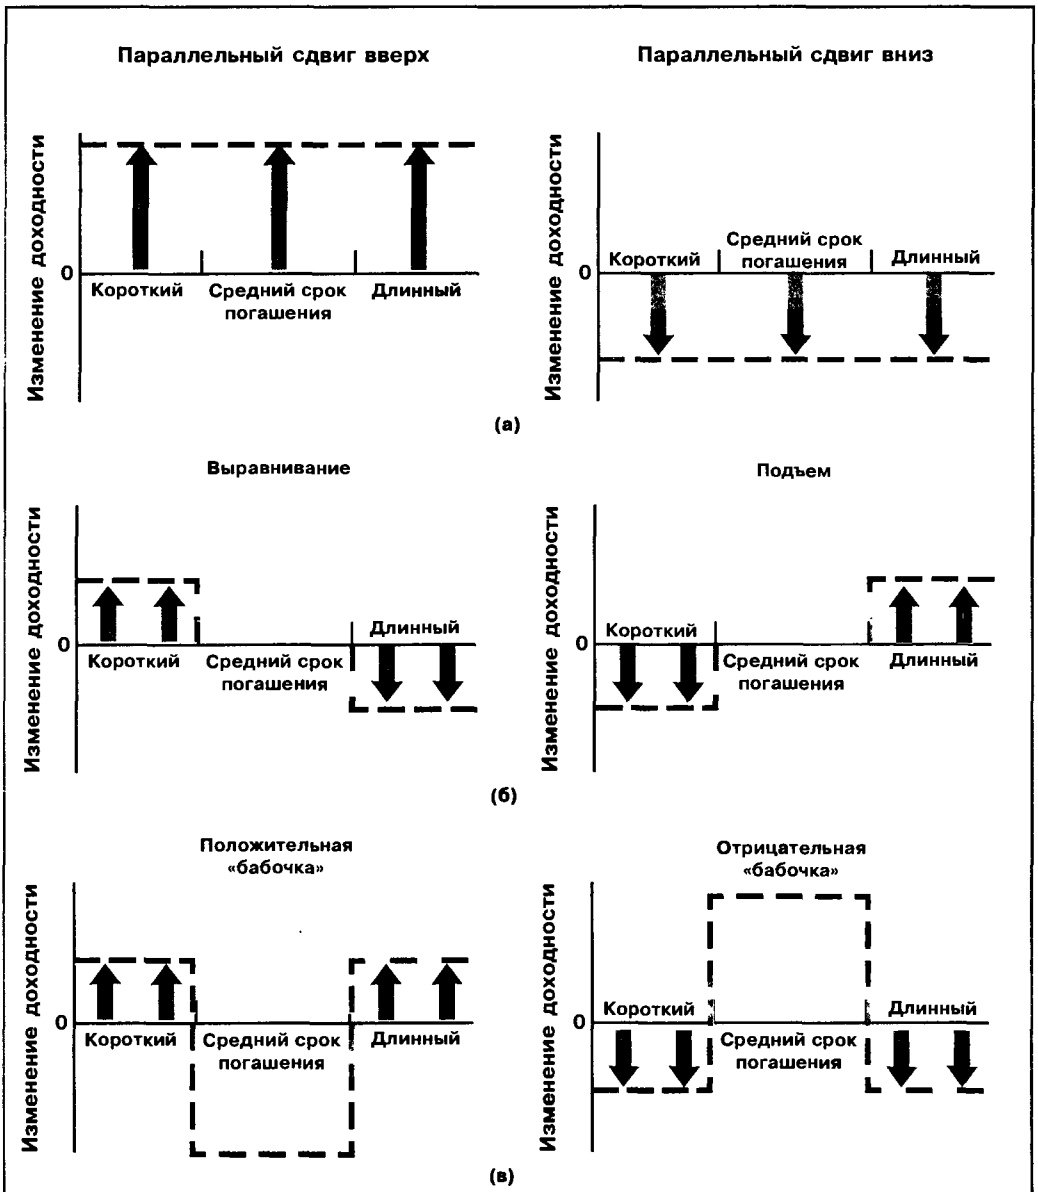 Параллельный сдвиг вверх
Параллельный сдвиг вниз
Изменение доходности
0
Короткий
Средний срок
погашения
Длинный
Изменение доходности
0
Короткий
Средний срок
погашения
Длинный
(а)
Выравнивание
Подъем
Изменение доходности
0
Короткий
Средний срок
погашения
Длинный
Изменение доходности
0
Короткий
Средний срок
погашения
Длинный
(б)
Положительная
«бабочка»
Отрицательная
«бабочка»
Изменение доходности
0
Короткий
Средний срок
погашения
Длинный
Изменение доходности
0
Короткий
Средний срок
погашения
Длинный
(в)